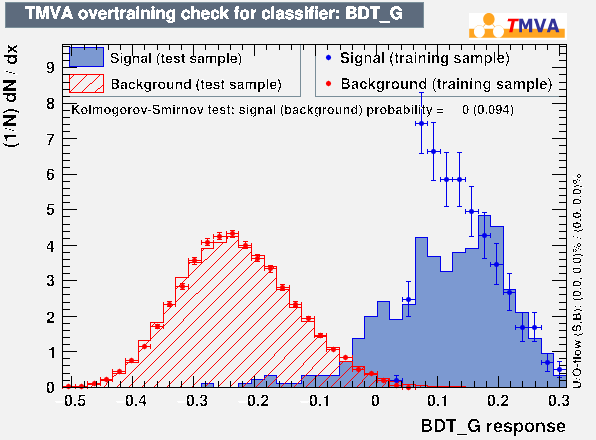 TMVA overtraining check for classifier: BDT_G
TMVA
(1/N) dN / dx
Signal (test sample)
Signal (training sample)
Background (test sample)
Background (training sample)
Kolmogorov-Smirnov test: signal (background) probability = 0 (0.094)
9
8
7
6
5
4
3
2
1
0
-0.5 -0.4 -0.3 -0.2 -0.1 0 0.1 0.2 0.3
BDT_G response
U/O-flow (S,B): (0.0, 0.0)% / (0.0, 0.0)%